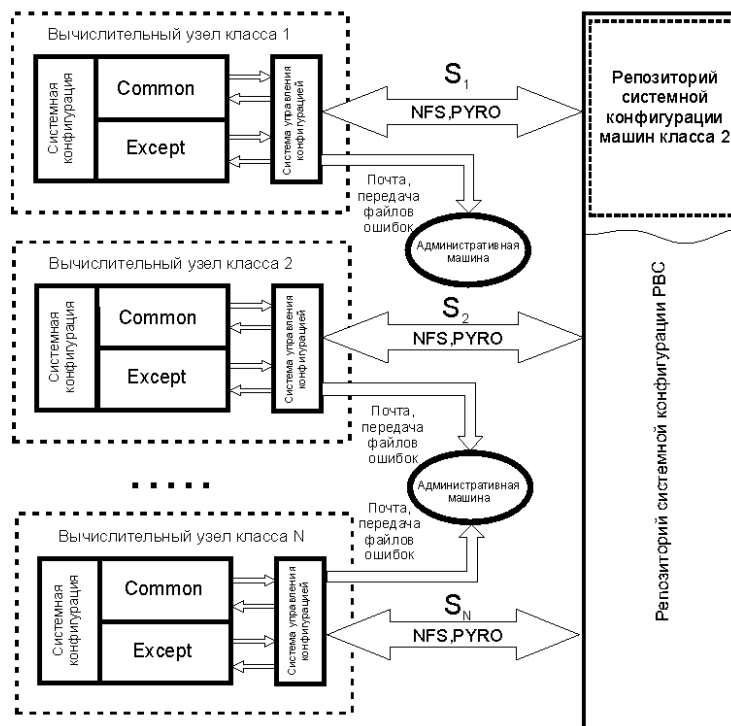 Вычислительный узел класса 1
Системная
конфигурация
Common
Except
Система управления
конфигурацией
S1
NFS,PYRO
Почта,
передача
файлов
ошибок
Административная
машина
Репозиторий
системной
конфигурации
машин класса 2
Вычислительный узел класса 2
Системная
конфигурация
Common
Except
Система управления
конфигурацией
S2
NFS,PYRO
Почта,
передача
файлов
ошибок
Административная
машина
Репозиторий системной конфигурации РВС
.....
Вычислительный узел класса N
Системная
конфигурация
Common
Except
Система управления
конфигурацией
Почта,
передача
файлов
ошибок
SN
NFS,PYRO